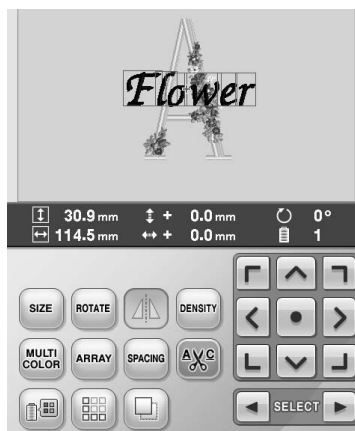 A
Flower
30.9 mm + 0.0 mm 0°
114.5 mm + 0.0 mm 1
SIZE ROTATE DENSITY
MULTI COLOR ARRAY SPACING A C
SELECT